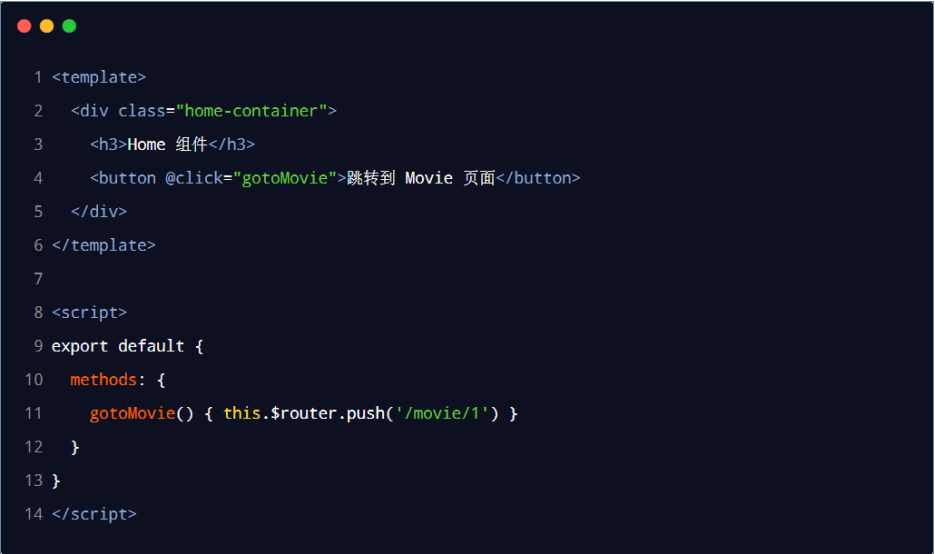 1 <template>
2   <div class="home-container">
3     <h3>Home 组件</h3>
4     <button @click="gotoMovie">跳转到 Movie 页面</button>
5   </div>
6 </template>
7
8 <script>
9 export default {
10   methods: {
11     gotoMovie() { this.$router.push('/movie/1') }
12   }
13 }
14 </script>